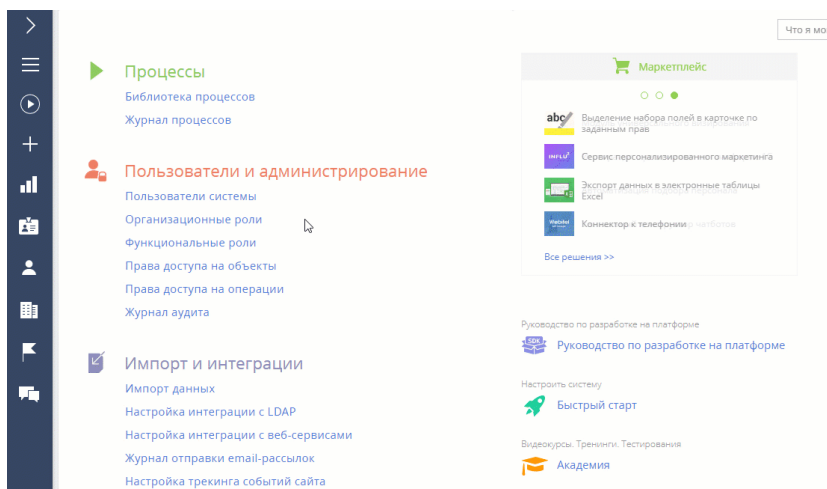 Что я мо
Процессы
Библиотека процессов
Журнал процессов
Пользователи и администрирование
Пользователи системы
Организационные роли
Функциональные роли
Права доступа на объекты
Права доступа на операции
Журнал аудита
Импорт и интеграции
Импорт данных
Настройка интеграции с LDAP
Настройка интеграции с веб-сервисами
Журнал отправки email-рассылок
Настройка трекинга событий сайта
Маркетплейс
abc
Выделение набора полей в карточке по
заданным прав
INFLU
Сервис персонализированного маркетинга
Экспорт данных в электронные таблицы
Excel
Коннектор к телефонии
Все решения >>
Руководство по разработке на платформе
SDK
Руководство по разработке на платформе
Настроить систему
Быстрый старт
Видеокурсы. Тренинги. Тестирования
Академия